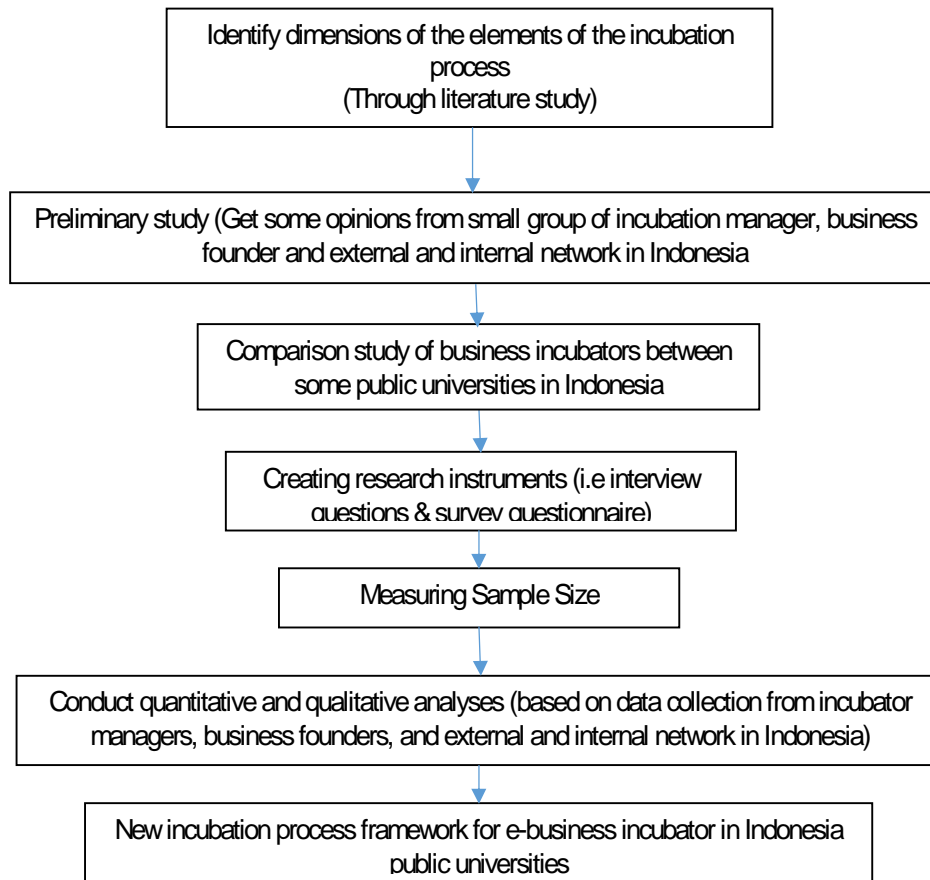 Identify dimensions of the elements of the incubation
process
(Through literature study)
Preliminary study (Get some opinions from small group of incubation manager, business
founder and external and internal network in Indonesia
Comparison study of business incubators between
some public universities in Indonesia
Creating research instruments (i.e interview
questions & survey questionnaire)
Measuring Sample Size
Conduct quantitative and qualitative analyses (based on data collection from incubator
managers, business founders, and external and internal network in Indonesia)
New incubation process framework for e-business incubator in Indonesia
public universities